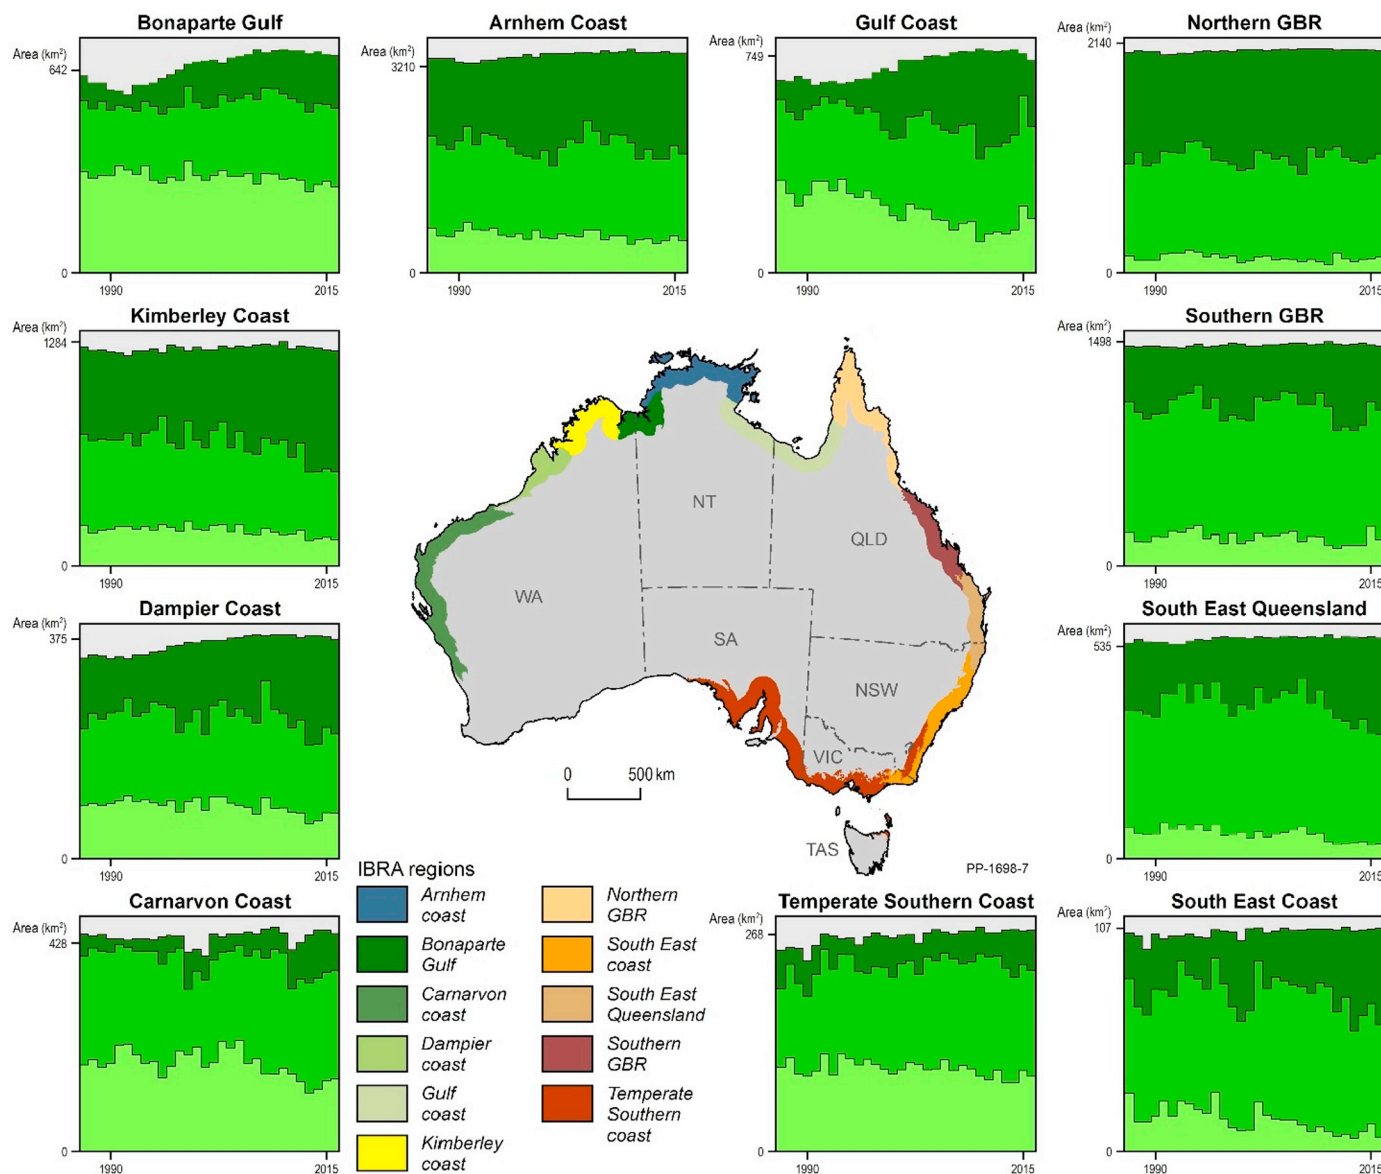 Bonaparte Gulf
Area (km²)
642
0
1990
2015
Arnhem Coast
Area (km²)
3210
0
1990
2015
Gulf Coast
Area (km²)
749
0
1990
2015
Northern GBR
Area (km²)
2140
0
1990
2015
Kimberley Coast
Area (km²)
1284
0
1990
2015
Southern GBR
Area (km²)
1498
0
1990
2015
Dampier Coast
Area (km²)
375
0
South East Queensland
Area (km²)
535
0
1990
2015
NT
QLD
WA
SA
NSW
VIC
TAS
0
500 km
PP-1698-7
Carnarvon Coast
Area (km²)
428
0
1990
2015
IBRA regions
Arnhem
coast
Bonaparte
Gulf
Carnarvon
coast
Dampier
coast
Gulf
coast
Kimberley
coast
Northern
GBR
South East
coast
South East
Queensland
Southern
GBR
Temperate
Southern
coast
Temperate Southern Coast
Area (km²)
268
0
1990
2015
South East Coast
Area (km²)
107
0
1990
2015